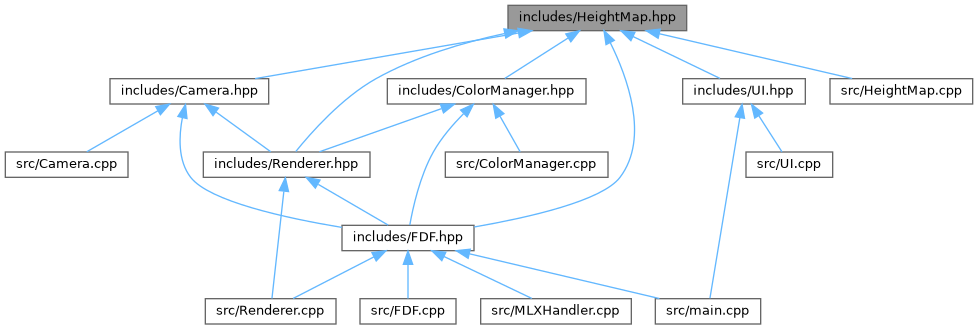 includes/HeightMap.hpp
includes/Camera.hpp
includes/ColorManager.hpp
includes/UI.hpp
src/HeightMap.cpp
src/Camera.cpp
includes/Renderer.hpp
src/ColorManager.cpp
src/UI.cpp
includes/FDF.hpp
src/Renderer.cpp
src/FDF.cpp
src/MLXHandler.cpp
src/main.cpp